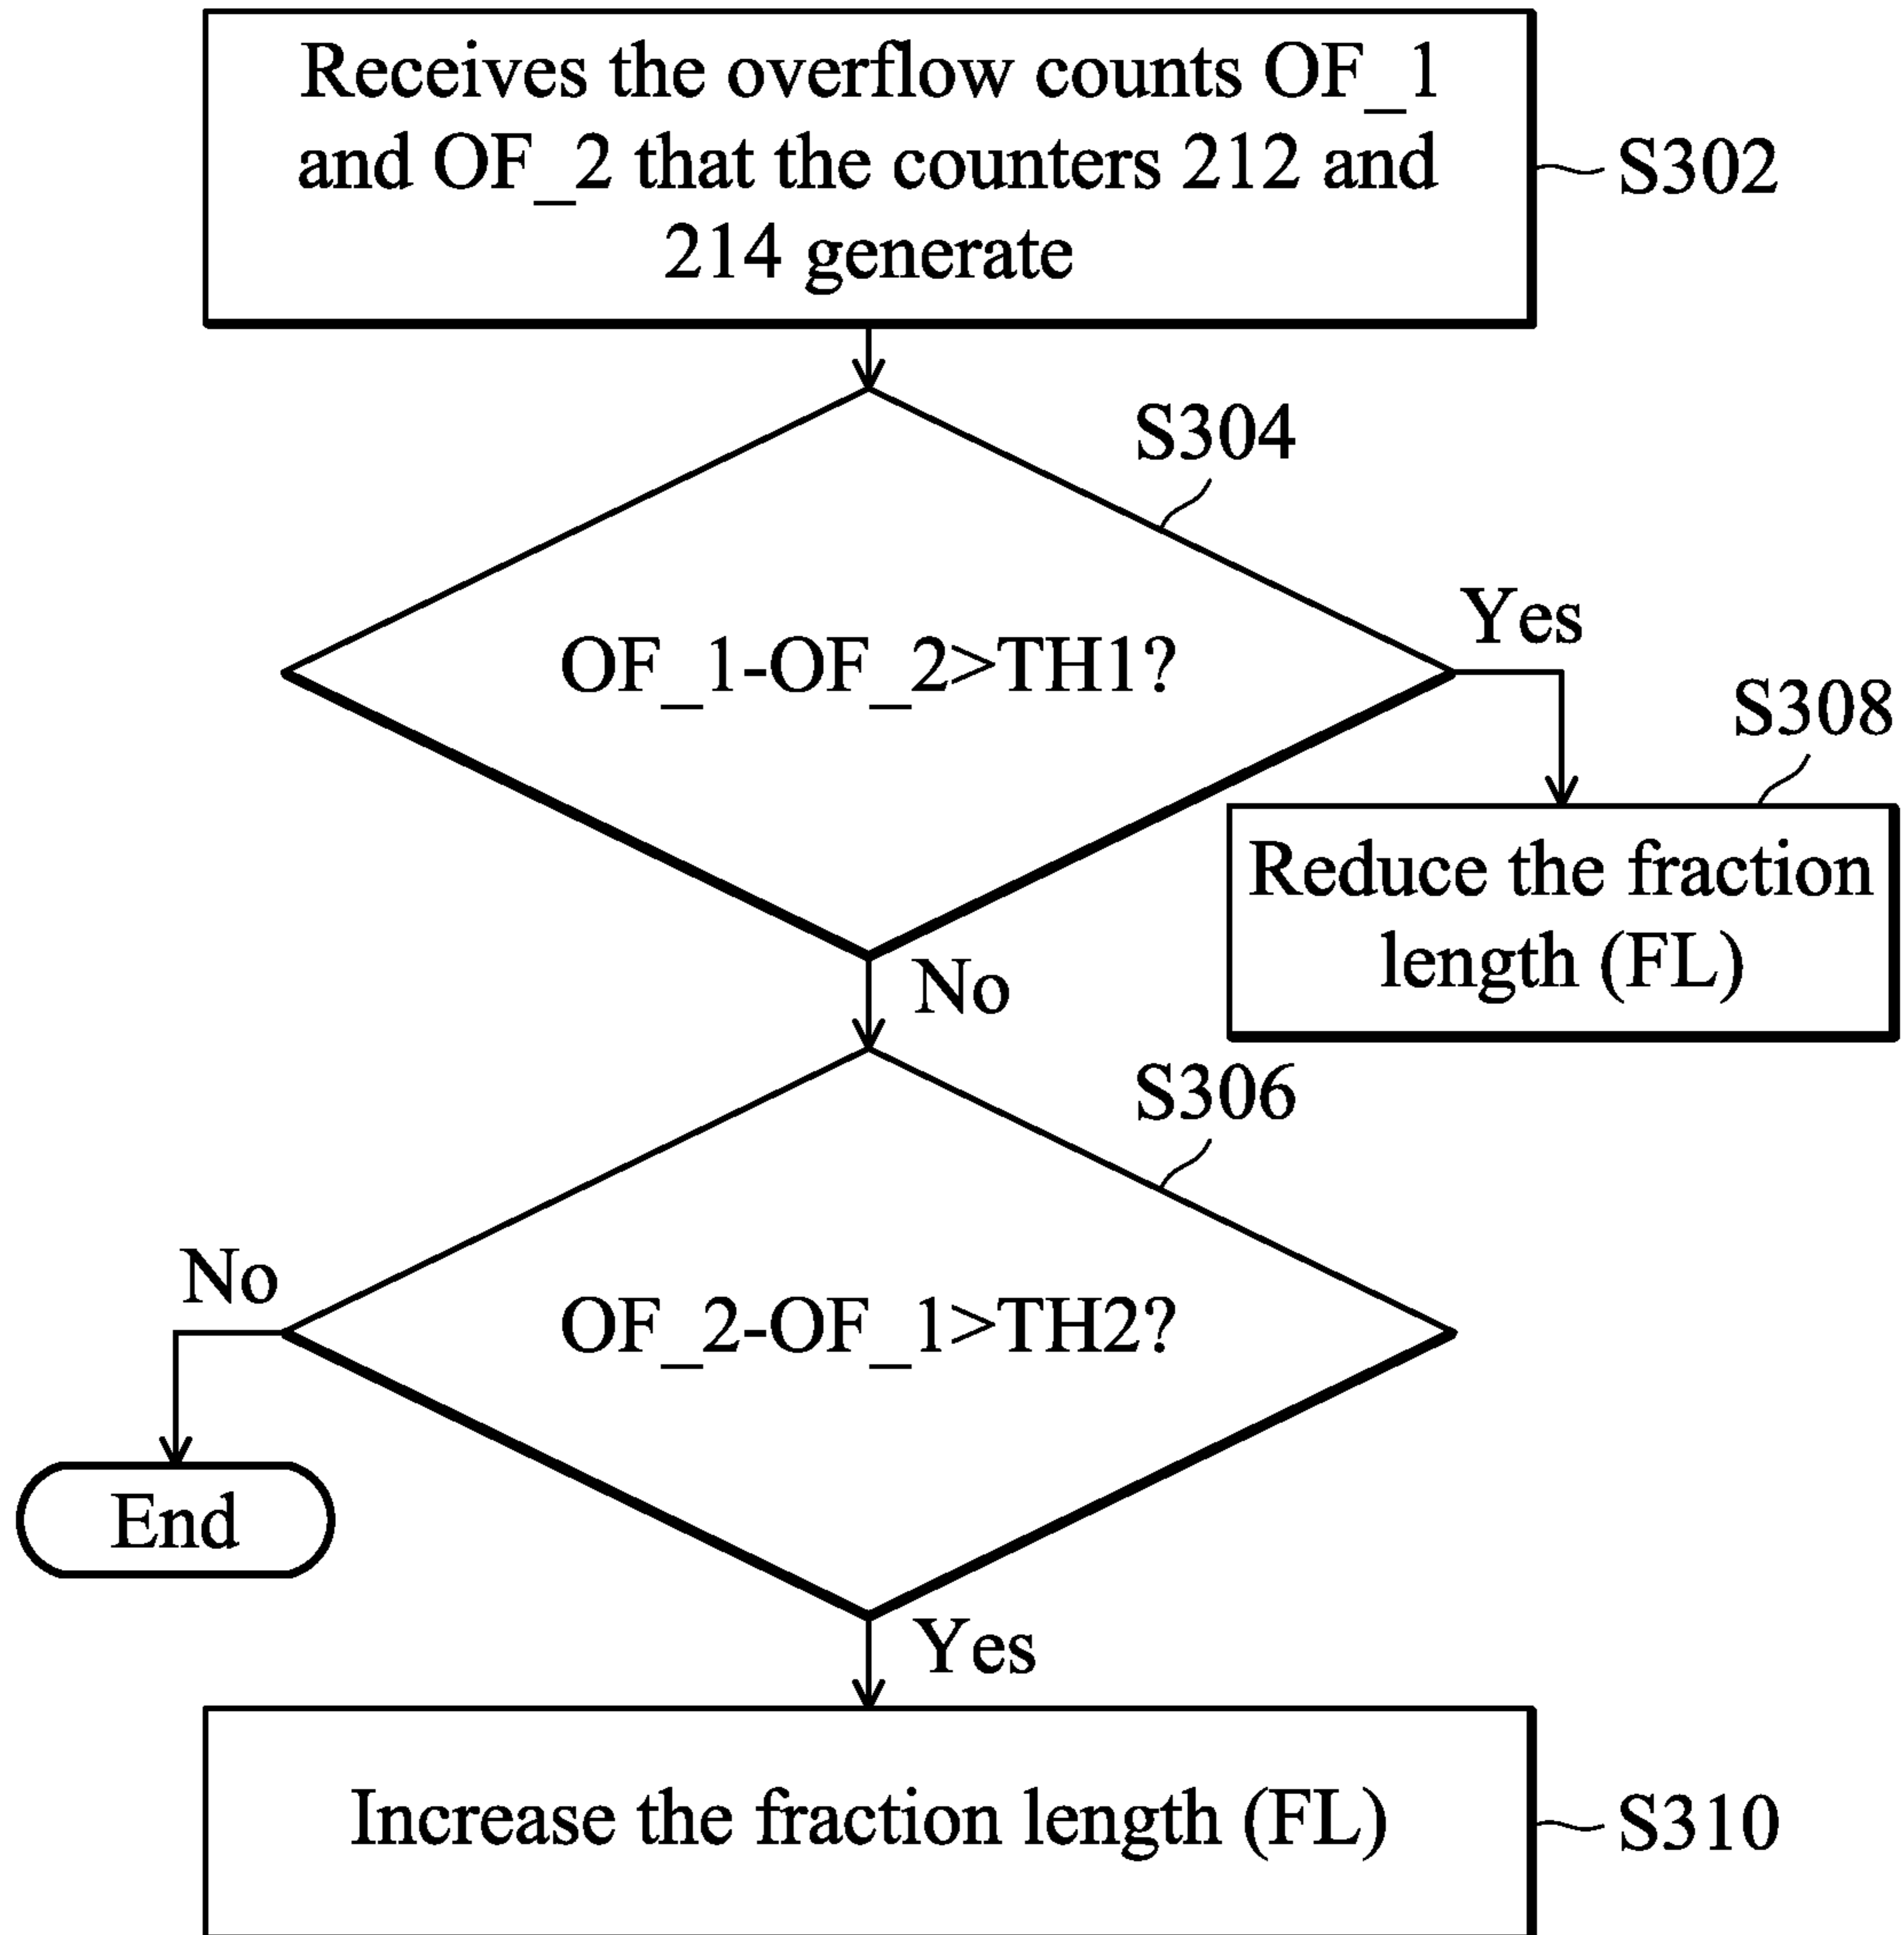 Receives the overflow counts OF_1
and OF_2 that the counters 212 and
214 generate
S302
S304
OF_1-OF_2>TH1?
Yes
S308
Reduce the fraction
length (FL)
No
S306
OF_2-OF_1>TH2?
No
End
Yes
Increase the fraction length (FL)
S310